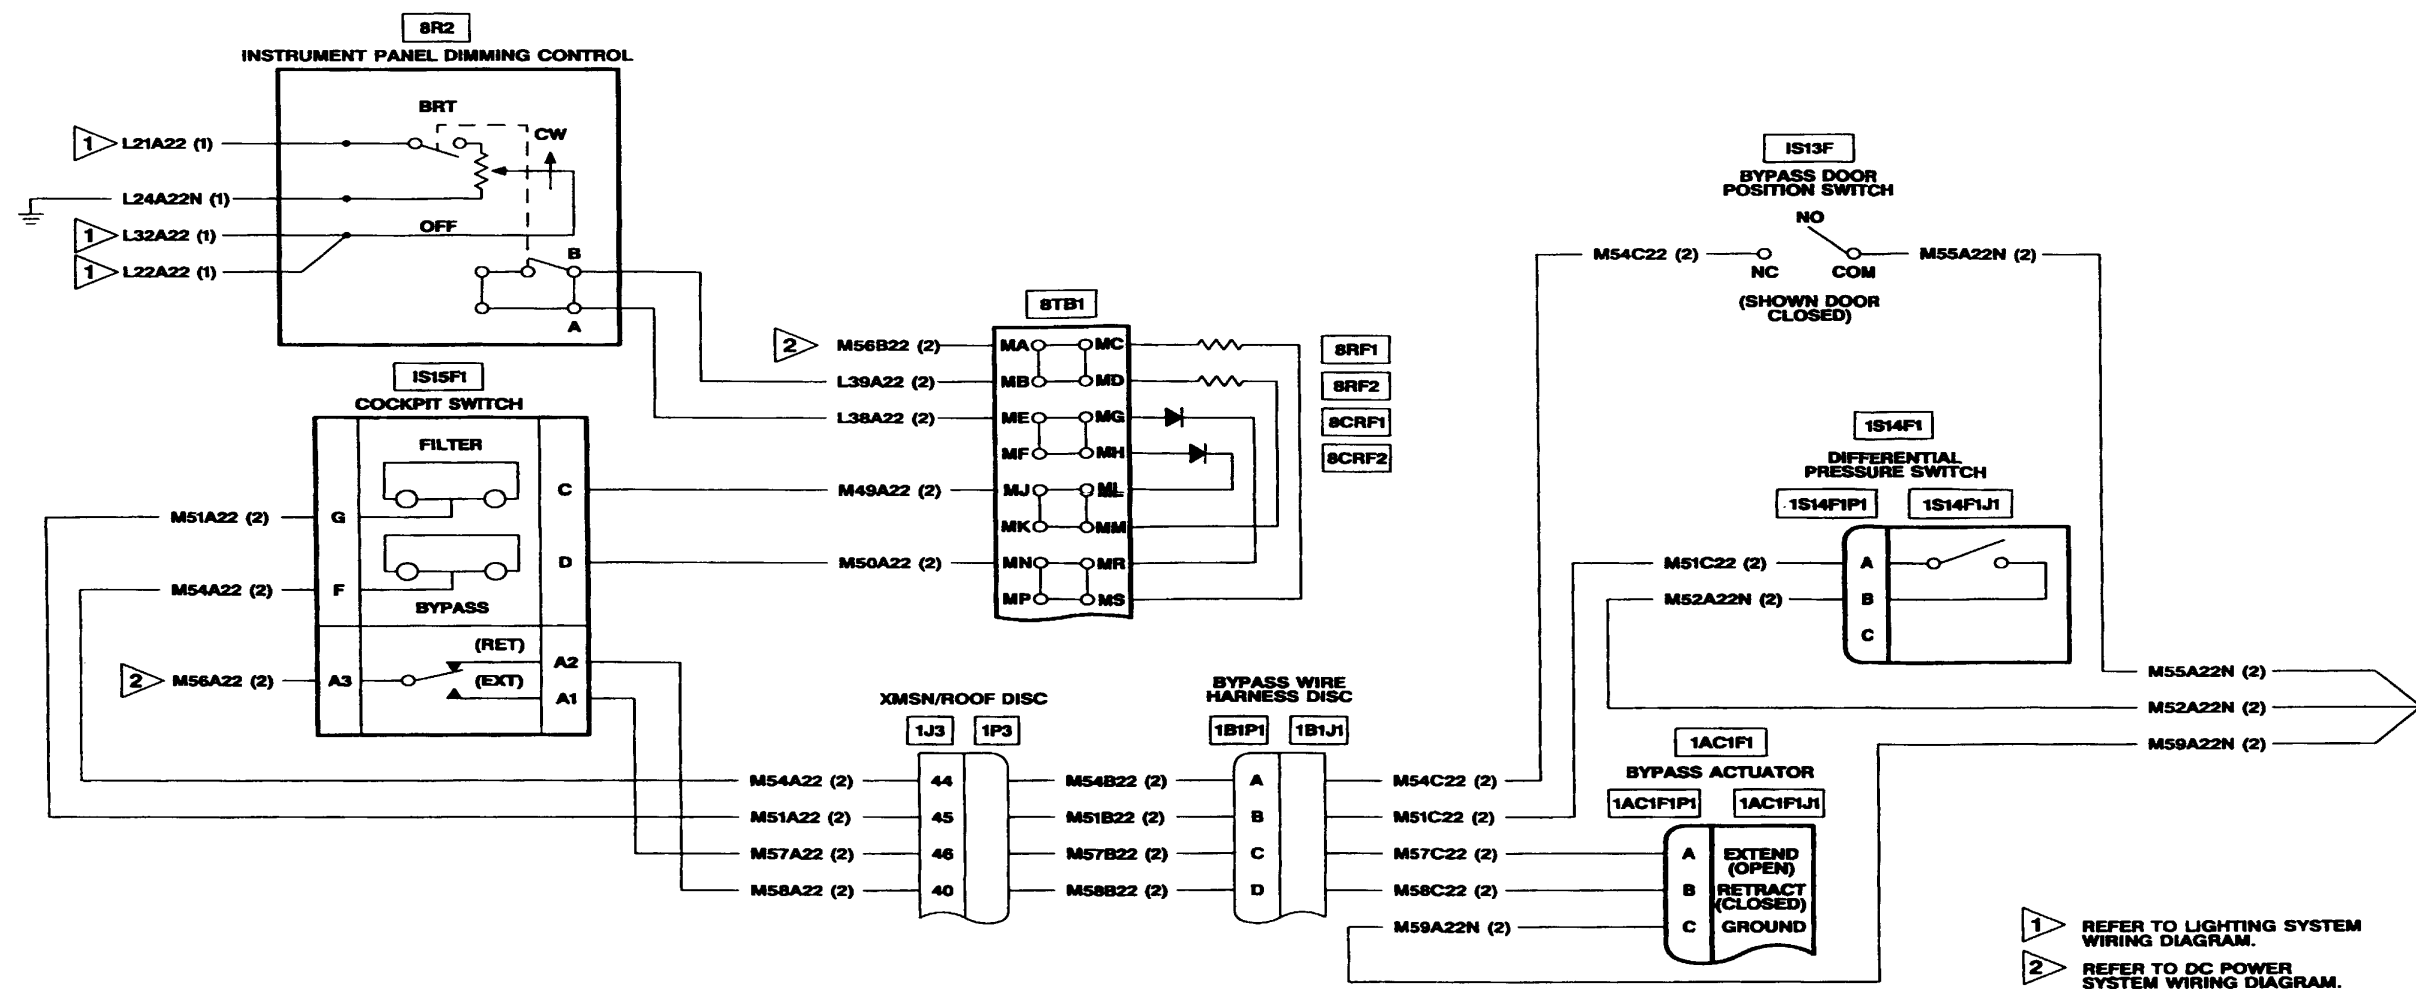 8R2
INSTRUMENT PANEL DIMMING CONTROL
BRT
CW
1 L21A22 (1)
L24A22N (1)
1 L32A22 (1)
OFF
1 L22A22 (1)
B
A
IS15F1
COCKPIT SWITCH
FILTER
C
M51A22 (2)
G
D
M54A22 (2)
F
BYPASS
(RET)
A2
2 M56A22 (2)
A3
(EXT)
A1
8TB1
2 M56B22 (2)
MA
MC
8RF1
L39A22 (2)
MB
MD
8RF2
L38A22 (2)
ME
MG
8CRF1
MF
MH
8CRF2
M49A22 (2)
MJ
ML
MK
MM
M50A22 (2)
MN
MR
MP
MS
IS13F
BYPASS DOOR
POSITION SWITCH
NO
M54C22 (2)
M55A22N (2)
NC
COM
(SHOWN DOOR
CLOSED)
1S14F1
DIFFERENTIAL
PRESSURE SWITCH
1S14F1P1
1S14F1J1
M51C22 (2)
A
M52A22N (2)
B
C
M55A22N (2)
M52A22N (2)
M59A22N (2)
XMSN/ROOF DISC
1J3
1P3
BYPASS WIRE
HARNESS DISC
1B1P1
1B1J1
M54A22 (2)
44
M54B22 (2)
A
M54C22 (2)
M51A22 (2)
45
M51B22 (2)
B
M51C22 (2)
M57A22 (2)
46
M57B22 (2)
C
M57C22 (2)
M58A22 (2)
40
M58B22 (2)
D
M58C22 (2)
M59A22N (2)
1AC1F1
BYPASS ACTUATOR
1AC1F1P1
1AC1F1J1
A
EXTEND
(OPEN)
B
RETRACT
(CLOSED)
C
GROUND
1 REFER TO LIGHTING SYSTEM
WIRING DIAGRAM.
2 REFER TO DC POWER
SYSTEM WIRING DIAGRAM.